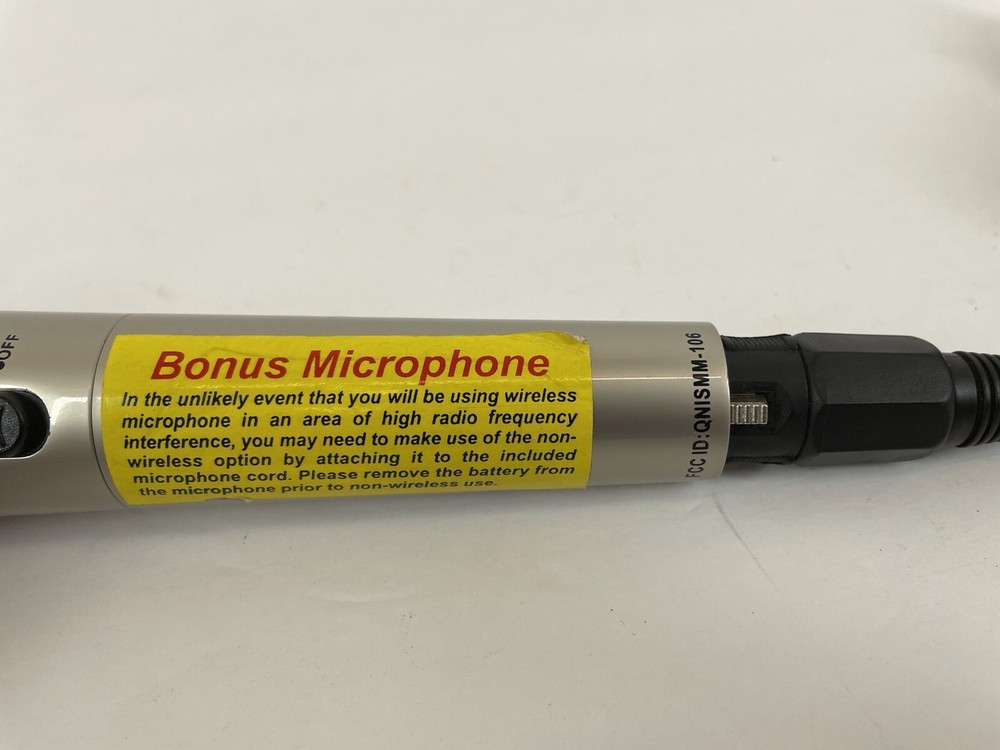 OFF
Bonus Microphone
In the unlikely event that you will be using wireless
microphone in an area of high radio frequency
interference, you may need to make use of the non-
wireless option by attaching it to the included
microphone cord. Please remove the battery from
the microphone prior to non-wireless use.
FCC ID:QNISMM-106